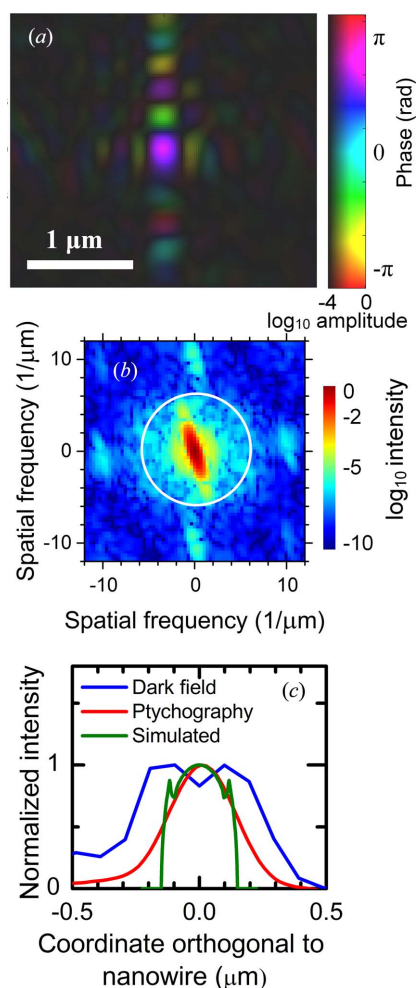 (a)
π
0
-π
Phase (rad)
1 μm
-4 0
log₁₀ amplitude
(b)
10
0
-10
Spatial frequency (1/μm)
-10 0 10
Spatial frequency (1/μm)
0
-2
-5
-10
log₁₀ intensity
(c)
Dark field
Ptychography
Simulated
1
0
Normalized intensity
-0.5 0.0 0.5
Coordinate orthogonal to
nanowire (μm)